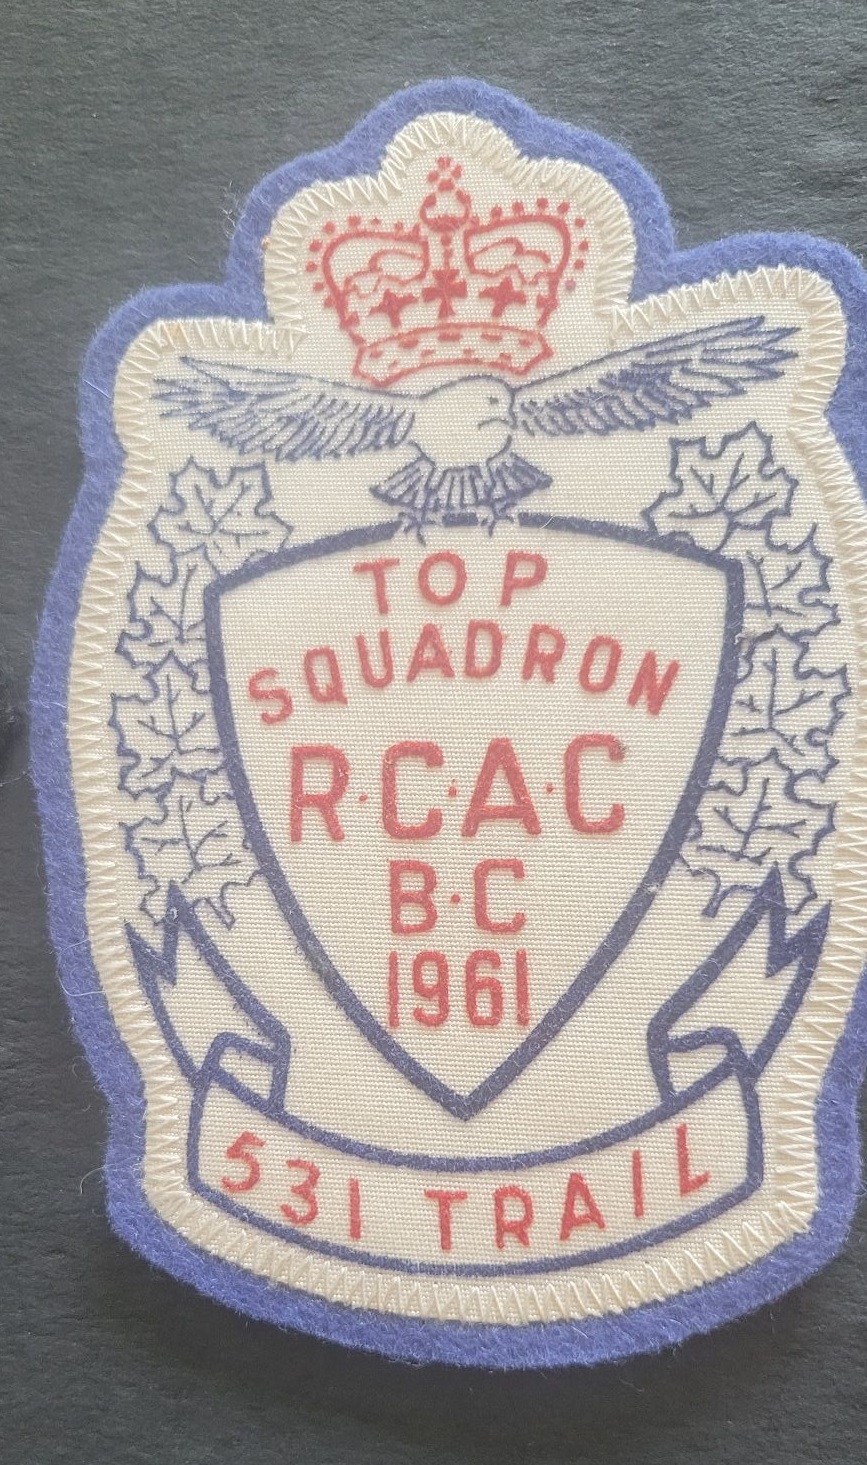 TOP
SQUADRON
R·C·A·C
B·C
1961
531 TRAIL